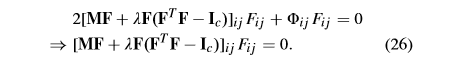 2[MF + λF(F^T F − I_c)]_{ij} F_{ij} + Φ_{ij} F_{ij} = 0
⇒ [MF + λF(F^T F − I_c)]_{ij} F_{ij} = 0. (26)